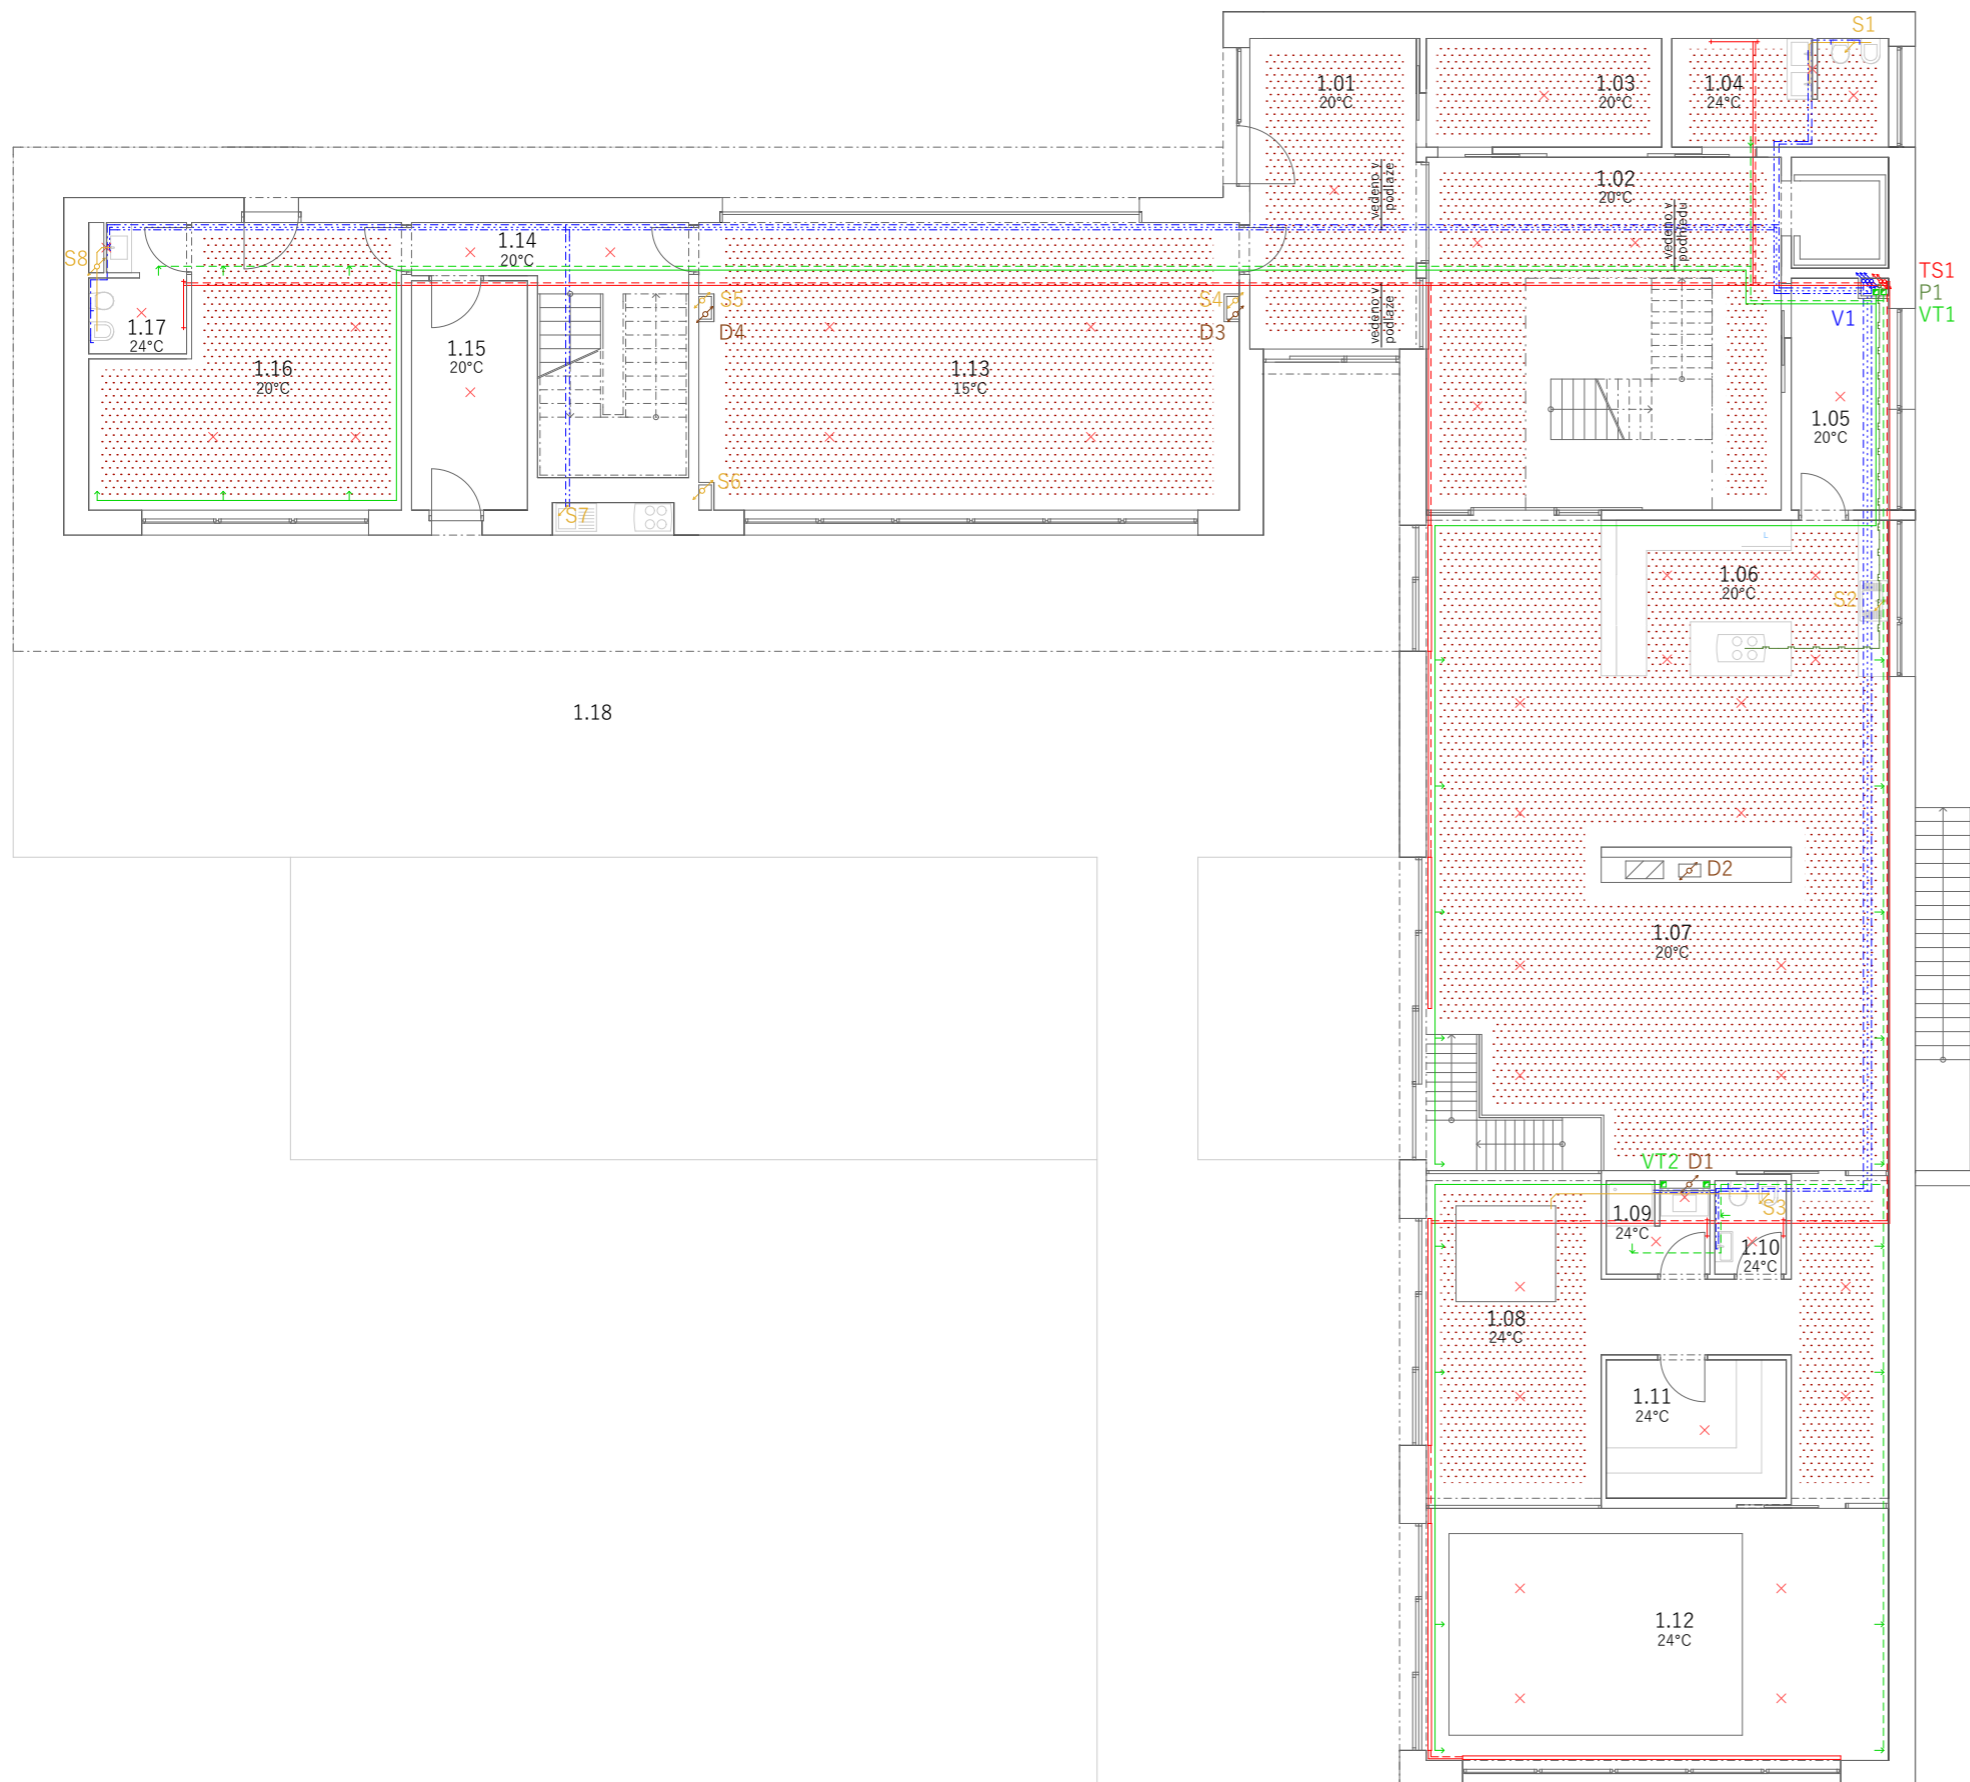 S1
1.01
20°C
1.03
20°C
1.04
24°C
vedeno v
podlaze
1.02
20°C
vedeno v
podhledu
S8
1.14
20°C
TS1
P1
VT1
V1
S5
D4
S4
D3
vedeno v
podlaze
1.17
24°C
1.16
20°C
1.15
20°C
1.13
15°C
1.05
20°C
S6
S7
L
1.06
20°C
S2
1.18
D2
1.07
20°C
VT2
D1
1.09
24°C
S3
1.10
24°C
1.08
24°C
1.11
24°C
1.12
24°C